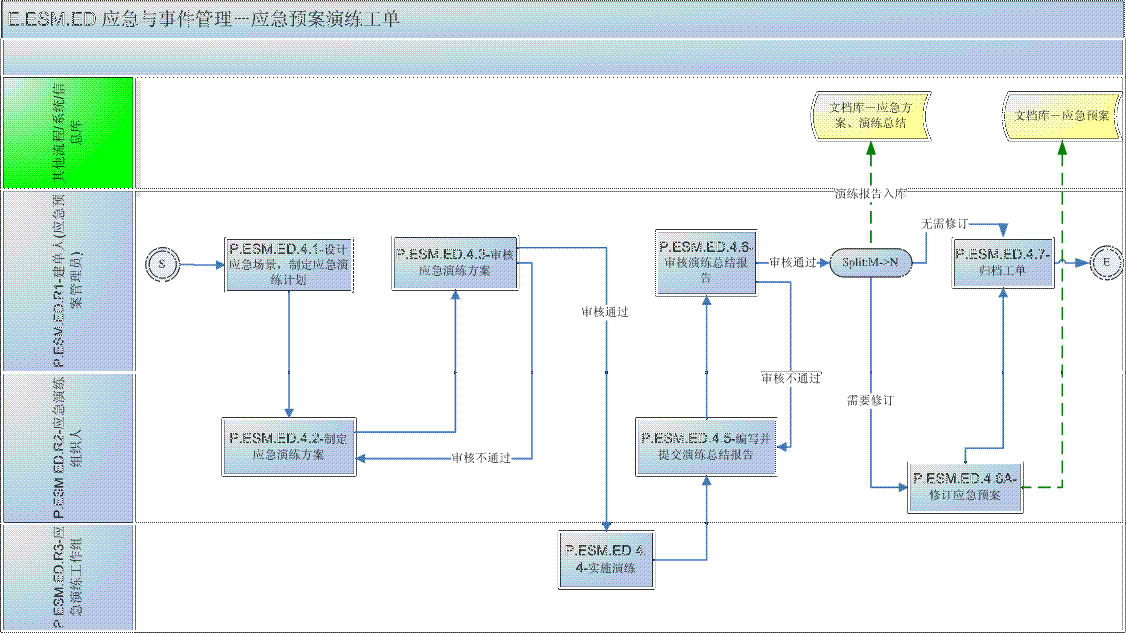 E.ESM.ED 应急与事件管理—应急预案演练工单
其他流程/系统/信
息库
文档库—应急方
案、演练总结
文档库—应急预案
演练报告入库
P.ESM.ED.R1-建单人(应急预
案管理员)
S
P.ESM.ED.4.1-设计
应急场景，制定应急演
练计划
P.ESM.ED.4.3-审核
应急演练方案
审核通过
P.ESM.ED.4.6-
审核演练总结报
告
审核通过
Split:M->N
无需修订
P.ESM.ED.4.7-
归档工单
E
审核不通过
需要修订
P.ESM.ED.R2-应急演练
组织人
P.ESM.ED.4.2-制定
应急演练方案
审核不通过
P.ESM.ED.4.5-编写并
提交演练总结报告
P.ESM.ED.4.6A-
修订应急预案
P.ESM.ED.R3-应
急演练工作组
P.ESM.ED 4.
4-实施演练